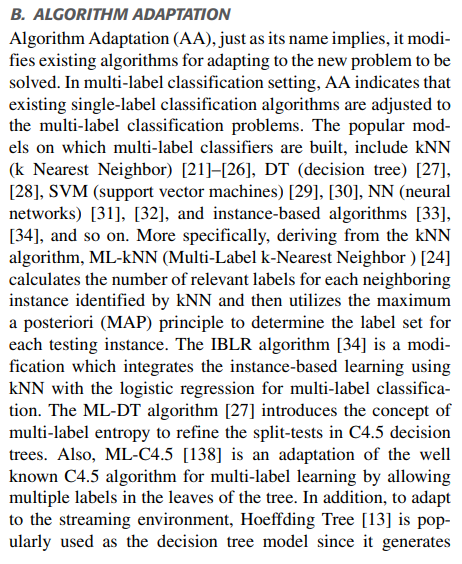 B. ALGORITHM ADAPTATION
Algorithm Adaptation (AA), just as its name implies, it modi-
fies existing algorithms for adapting to the new problem to be
solved. In multi-label classification setting, AA indicates that
existing single-label classification algorithms are adjusted to
the multi-label classification problems. The popular mod-
els on which multi-label classifiers are built, include kNN
(k Nearest Neighbor) [21]–[26], DT (decision tree) [27],
[28], SVM (support vector machines) [29], [30], NN (neural
networks) [31], [32], and instance-based algorithms [33],
[34], and so on. More specifically, deriving from the kNN
algorithm, ML-kNN (Multi-Label k-Nearest Neighbor ) [24]
calculates the number of relevant labels for each neighboring
instance identified by kNN and then utilizes the maximum
a posteriori (MAP) principle to determine the label set for
each testing instance. The IBLR algorithm [34] is a modi-
fication which integrates the instance-based learning using
kNN with the logistic regression for multi-label classifica-
tion. The ML-DT algorithm [27] introduces the concept of
multi-label entropy to refine the split-tests in C4.5 decision
trees. Also, ML-C4.5 [138] is an adaptation of the well
known C4.5 algorithm for multi-label learning by allowing
multiple labels in the leaves of the tree. In addition, to adapt
to the streaming environment, Hoeffding Tree [13] is pop-
ularly used as the decision tree model since it generates